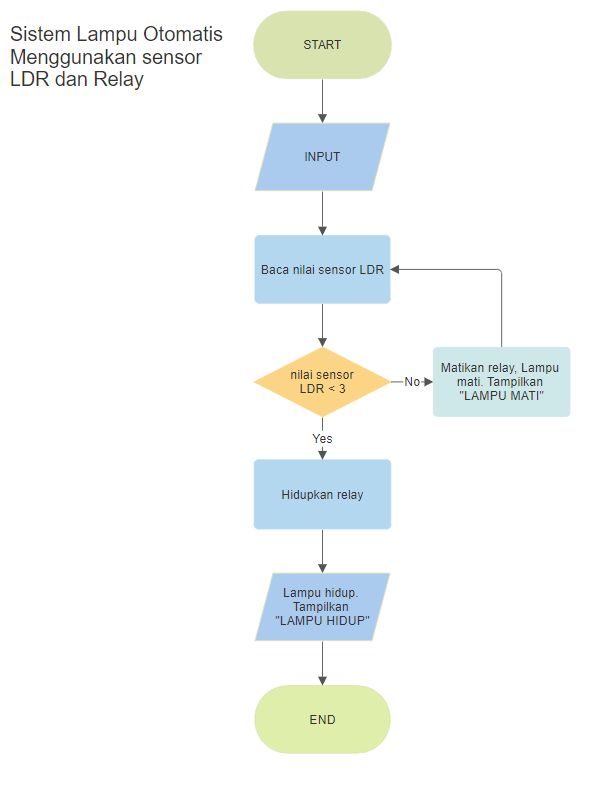 Sistem Lampu Otomatis
Menggunakan sensor
LDR dan Relay
START
INPUT
Baca nilai sensor LDR
nilai sensor
LDR < 3
No
Matikan relay, Lampu
mati. Tampilkan
"LAMPU MATI"
Yes
Hidupkan relay
Lampu hidup.
Tampilkan
"LAMPU HIDUP"
END